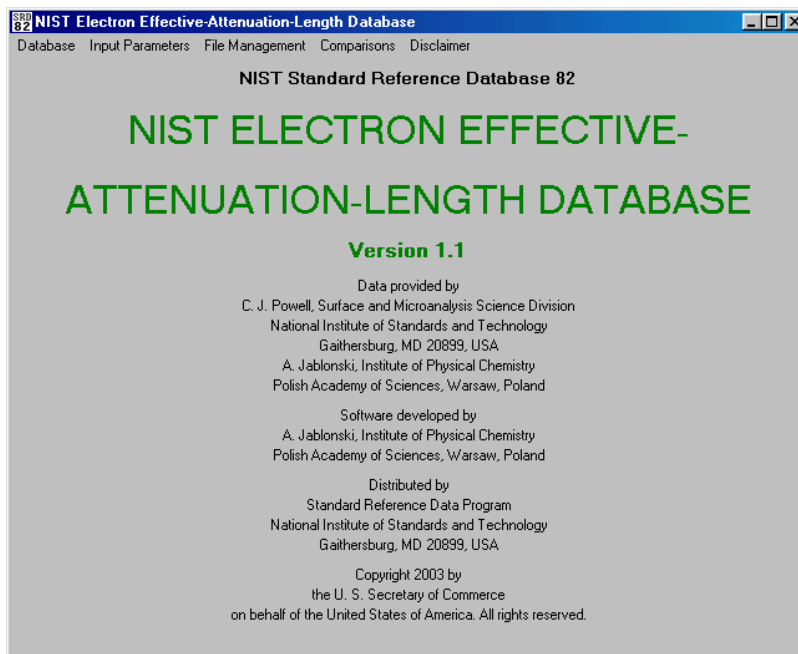 SRD
82 NIST Electron Effective-Attenuation-Length Database
Database Input Parameters File Management Comparisons Disclaimer
NIST Standard Reference Database 82
NIST ELECTRON EFFECTIVE-
ATTENUATION-LENGTH DATABASE
Version 1.1
Data provided by
C. J. Powell, Surface and Microanalysis Science Division
National Institute of Standards and Technology
Gaithersburg, MD 20899, USA
A. Jablonski, Institute of Physical Chemistry
Polish Academy of Sciences, Warsaw, Poland
Software developed by
A. Jablonski, Institute of Physical Chemistry
Polish Academy of Sciences, Warsaw, Poland
Distributed by
Standard Reference Data Program
National Institute of Standards and Technology
Gaithersburg, MD 20899, USA
Copyright 2003 by
the U. S. Secretary of Commerce
on behalf of the United States of America. All rights reserved.